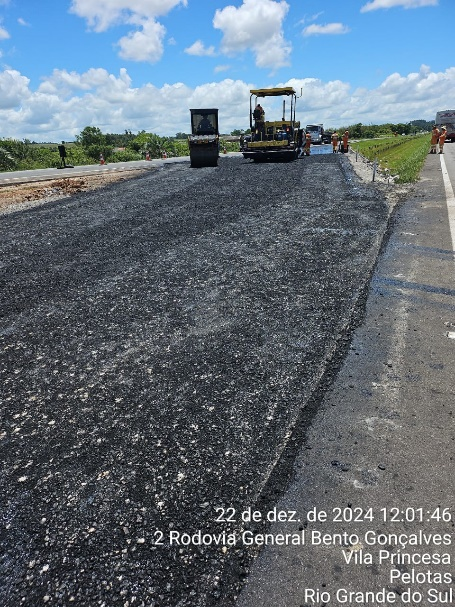 22 de dez. de 2024 12:01:46
2 Rodovia General Bento Gonçalves
Vila Princesa
Pelotas
Rio Grande do Sul